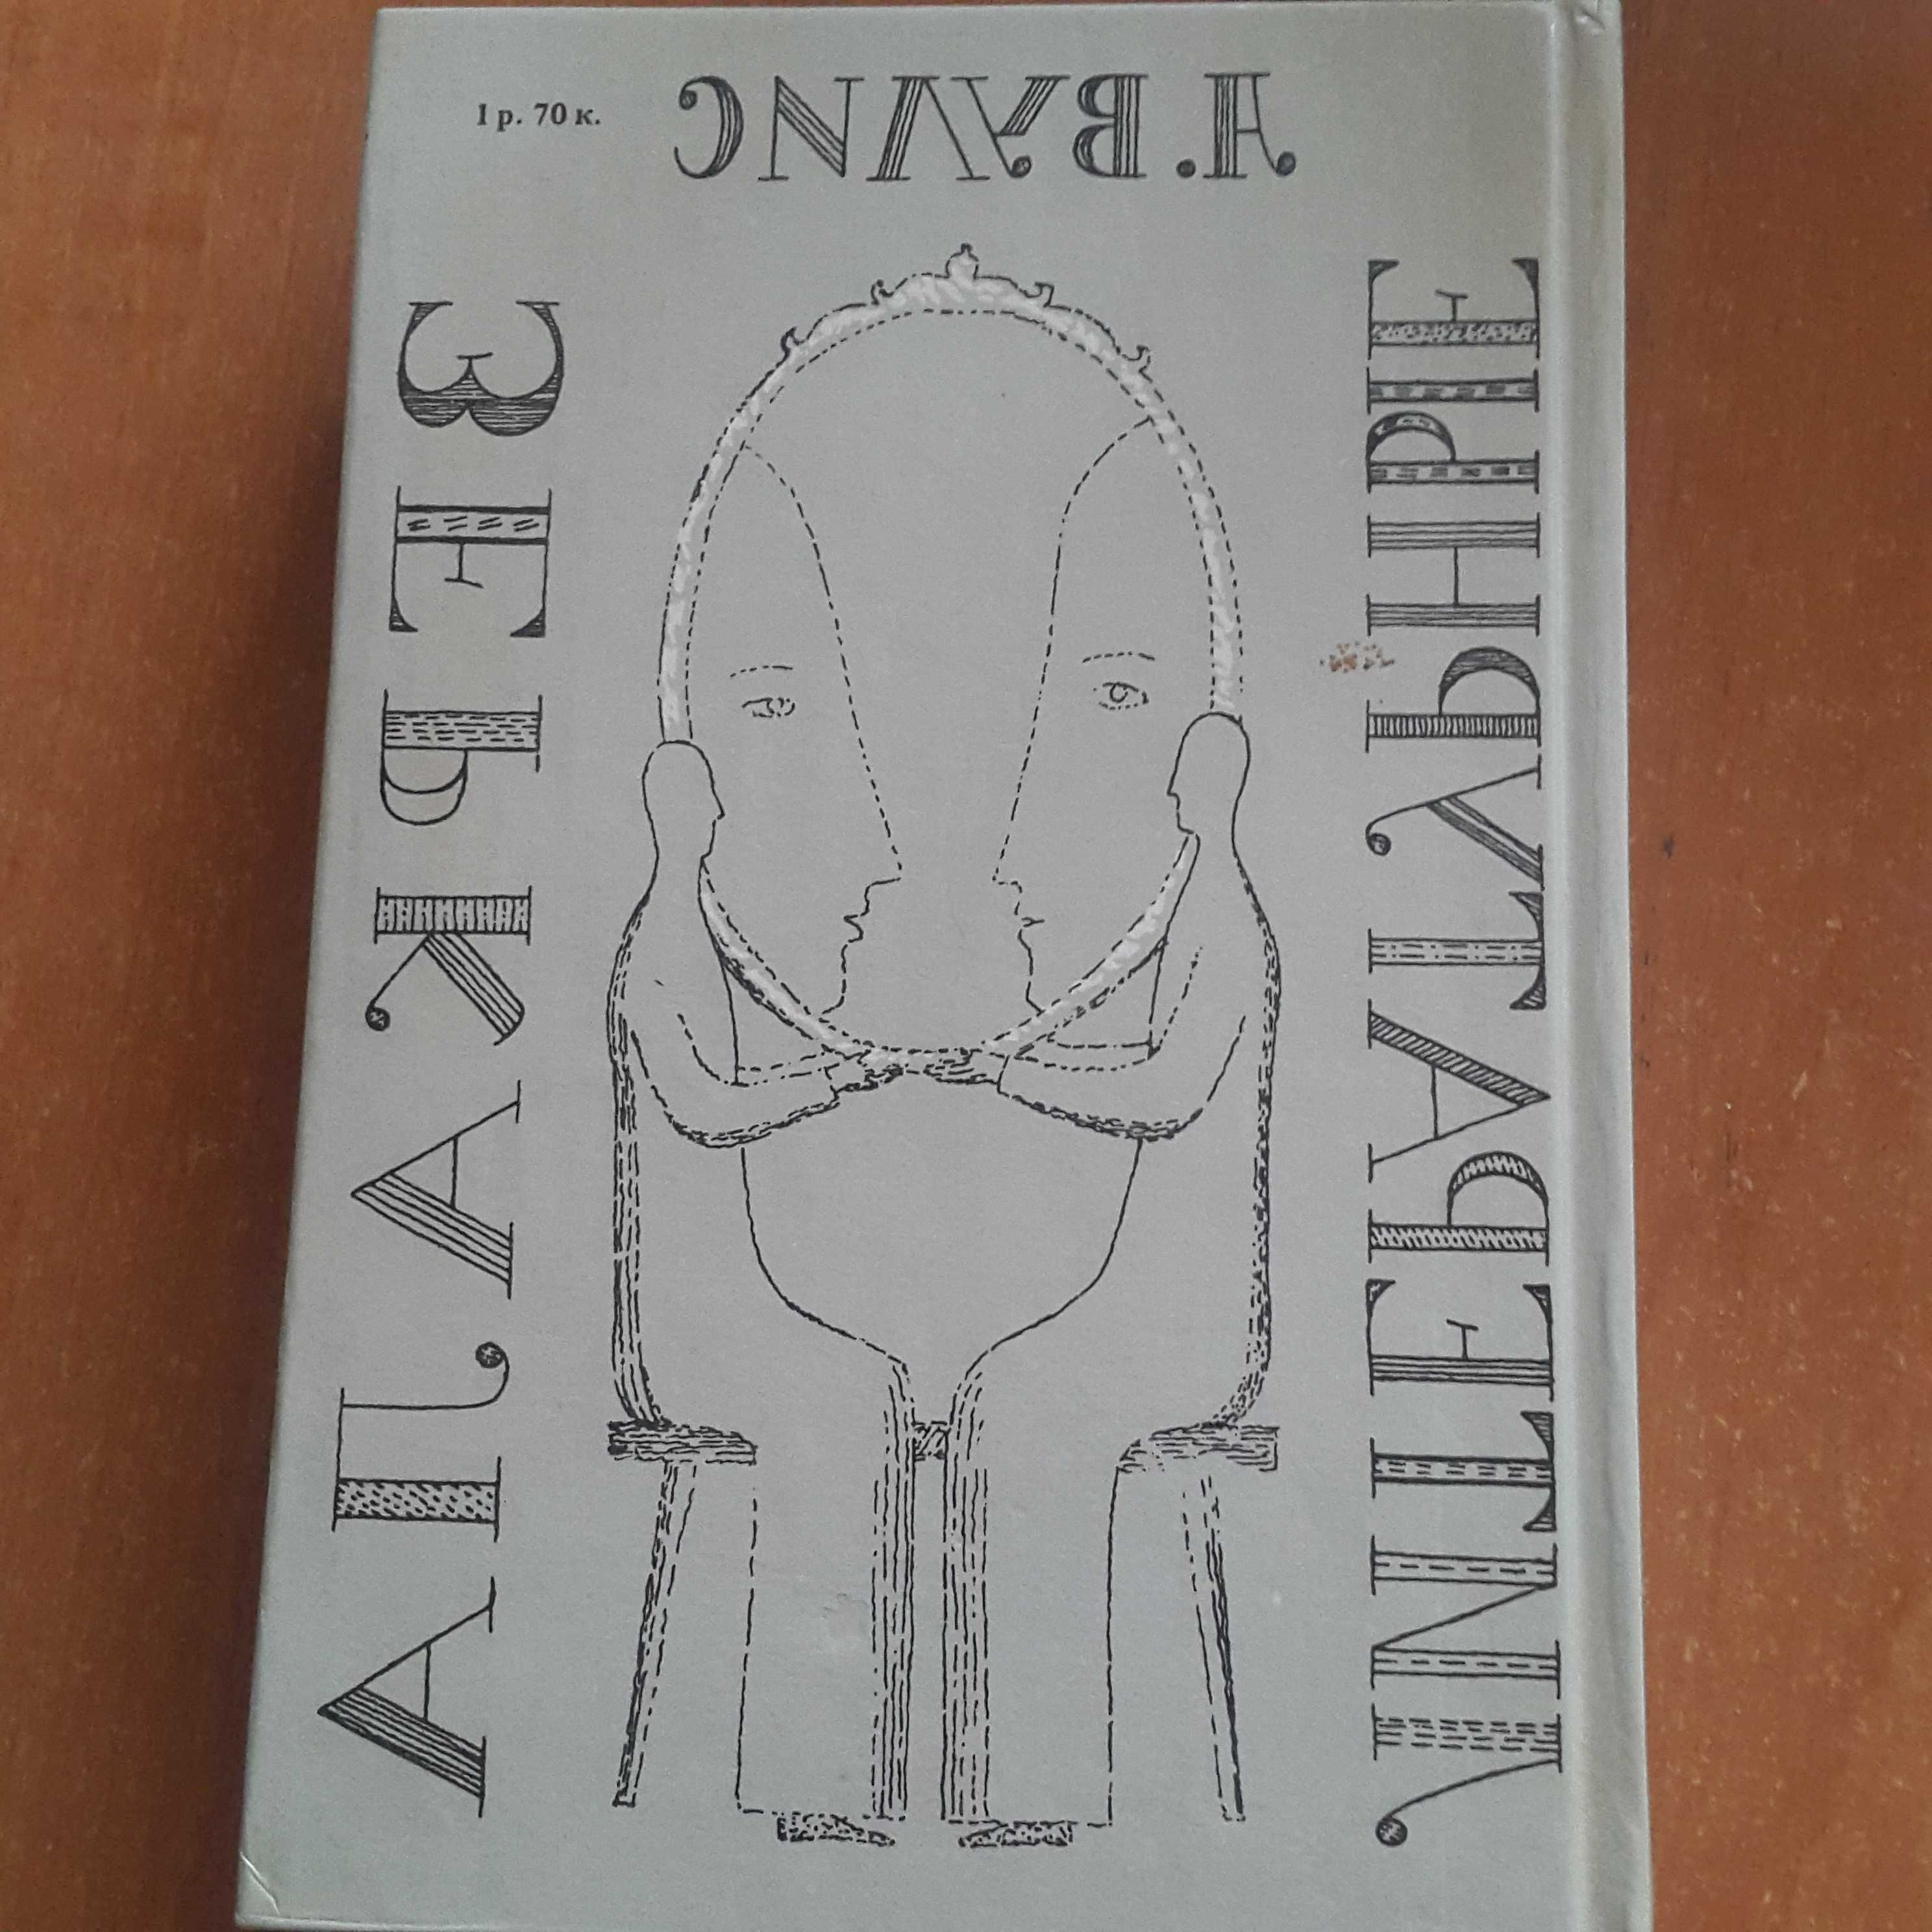 1 р. 70 к.
А. ВУЛИС
ЛИТЕРАТУРНЫЕ
ЗЕРКАЛА